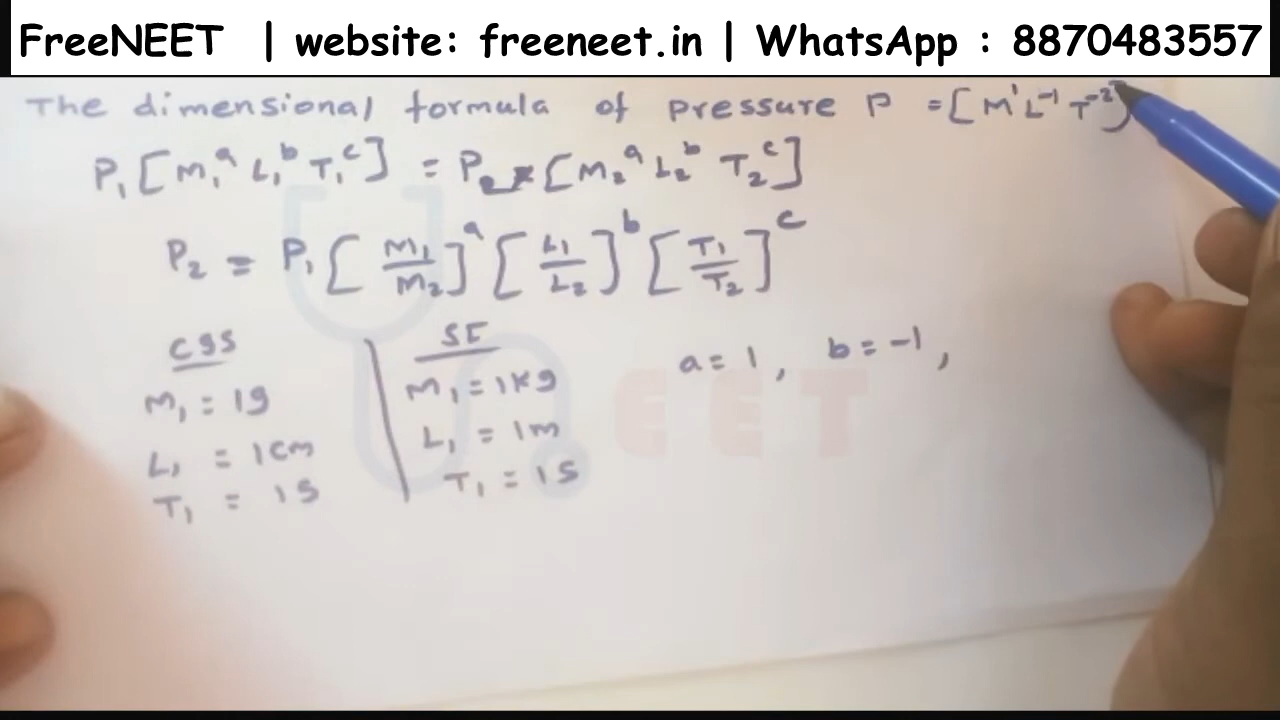 FreeNEET | website: freeneet.in | WhatsApp : 8870483557
The dimensional formula of pressure P = [M¹L⁻¹T⁻²]
P₁[M₁ᵃ L₁ᵇ T₁ᶜ] = P₂ × [M₂ᵃ L₂ᵇ T₂ᶜ]
P₂ = P₁ [M₁/M₂]ᵃ [L₁/L₂]ᵇ [T₁/T₂]ᶜ
CGS SI
a = 1, b = -1,
M₁ = 1g M₁ = 1Kg
L₁ = 1cm L₁ = 1m
T₁ = 1s T₁ = 1s
EET